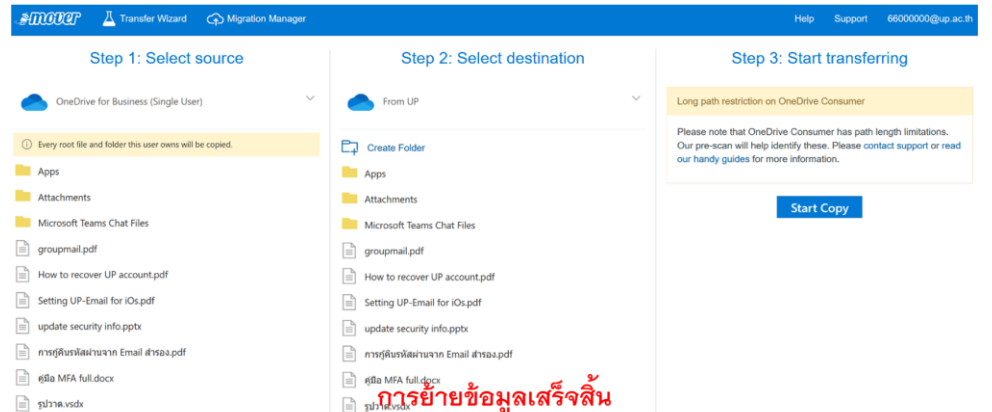 mover Transfer Wizard Migration Manager Help Support 66000000@up.ac.th
Step 1: Select source
OneDrive for Business (Single User)
Every root file and folder this user owns will be copied.
Apps
Attachments
Microsoft Teams Chat Files
groupmail.pdf
How to recover UP account.pdf
Setting UP-Email for iOs.pdf
update security info.pptx
การกู้คืนรหัสผ่านจาก Email สำรอง.pdf
คู่มือ MFA full.docx
รูปวาด.vsdx
Step 2: Select destination
From UP
Create Folder
Apps
Attachments
Microsoft Teams Chat Files
groupmail.pdf
How to recover UP account.pdf
Setting UP-Email for iOs.pdf
update security info.pptx
การกู้คืนรหัสผ่านจาก Email สำรอง.pdf
คู่มือ MFA full.docx
รูปวาด.vsdx
การย้ายข้อมูลเสร็จสิ้น
Step 3: Start transferring
Long path restriction on OneDrive Consumer
Please note that OneDrive Consumer has path length limitations.
Our pre-scan will help identify these. Please contact support or read
our handy guides for more information.
Start Copy